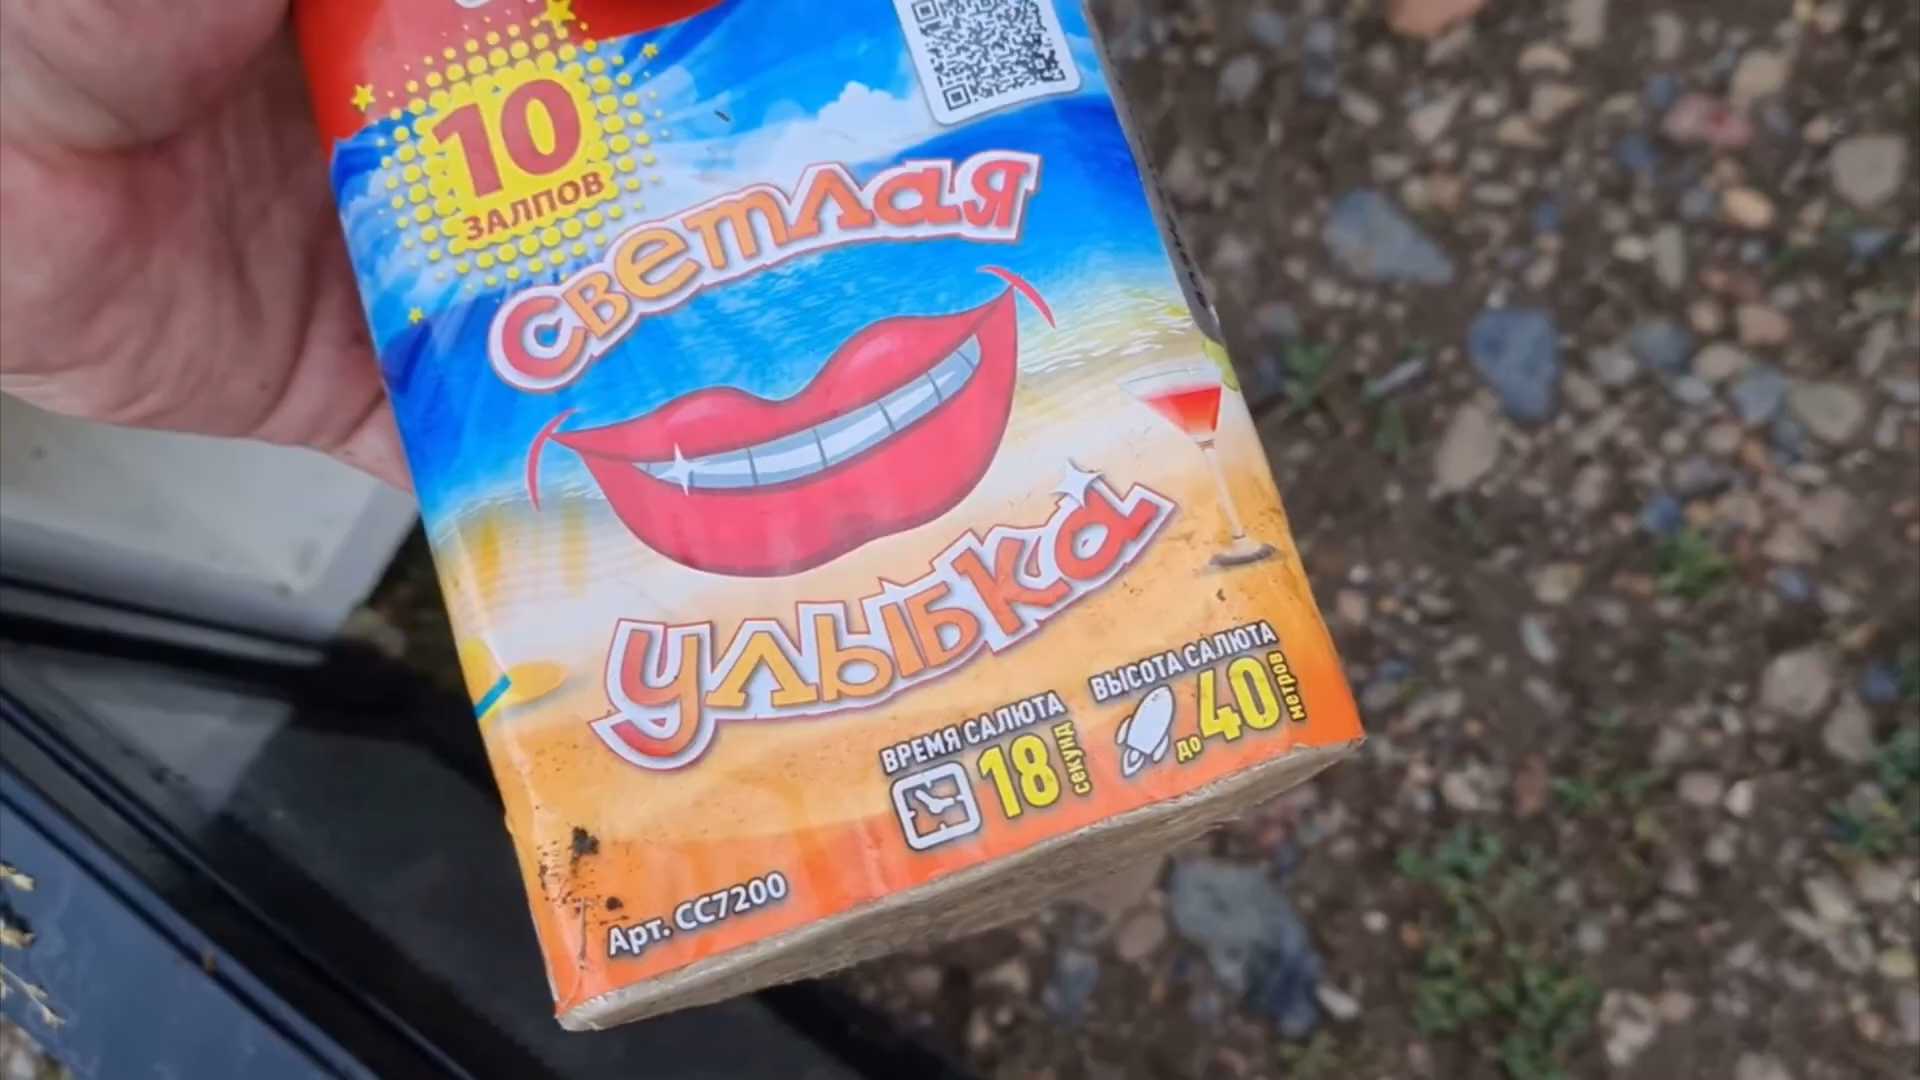 10
ЗАЛПОВ
Светлая
улыбка
ВРЕМЯ САЛЮТА
18 секунд
ВЫСОТА САЛЮТА
до 40 метров
Арт. СС7200